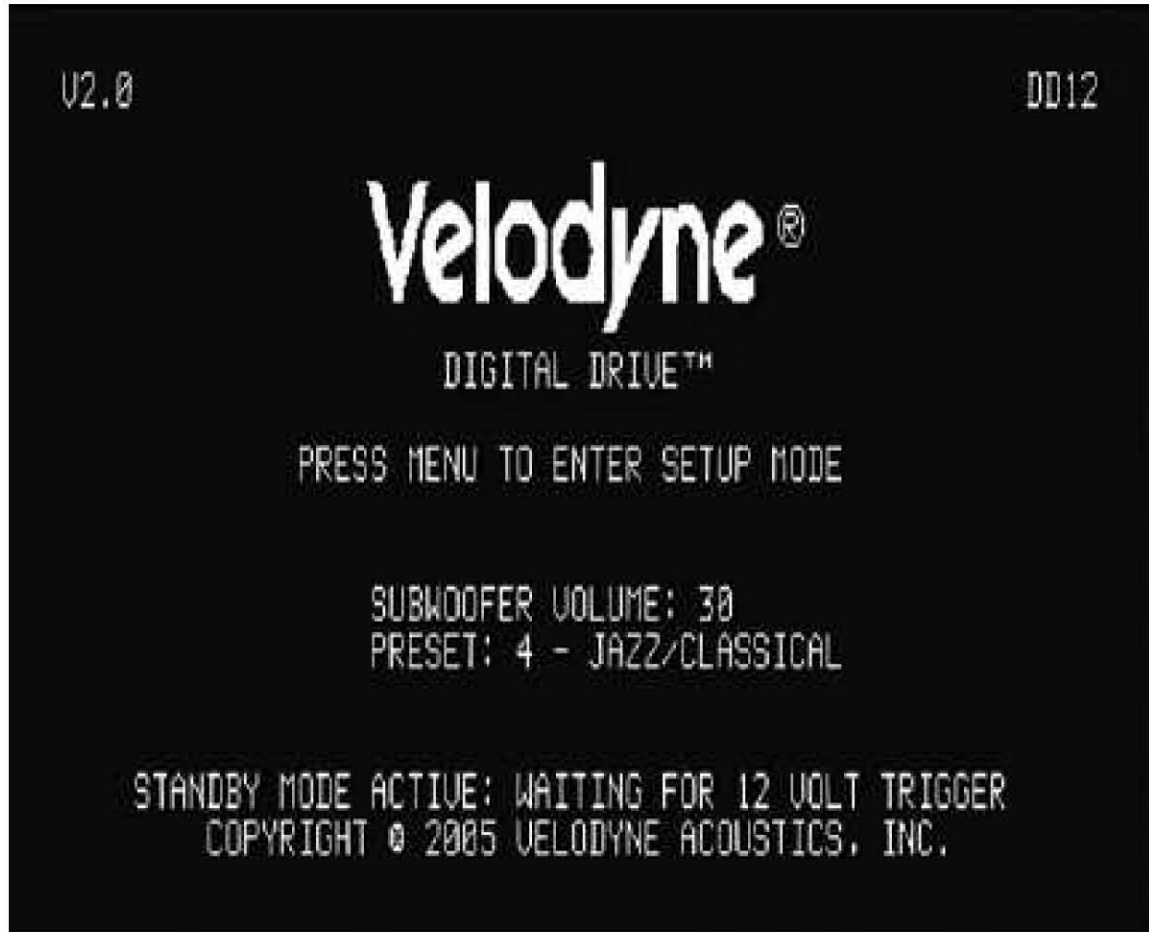 V2.0 DD12
Velodyne®
DIGITAL DRIVE™
PRESS MENU TO ENTER SETUP MODE
SUBWOOFER VOLUME: 30
PRESET: 4 - JAZZ/CLASSICAL
STANDBY MODE ACTIVE: WAITING FOR 12 VOLT TRIGGER
COPYRIGHT © 2005 VELODYNE ACOUSTICS, INC.